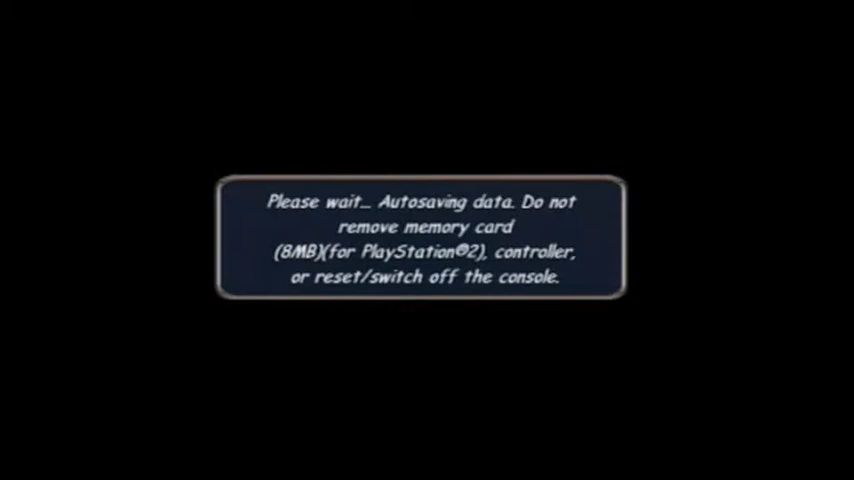 Please wait... Autosaving data. Do not
remove memory card
(8MB)(for PlayStation®2), controller,
or reset/switch off the console.